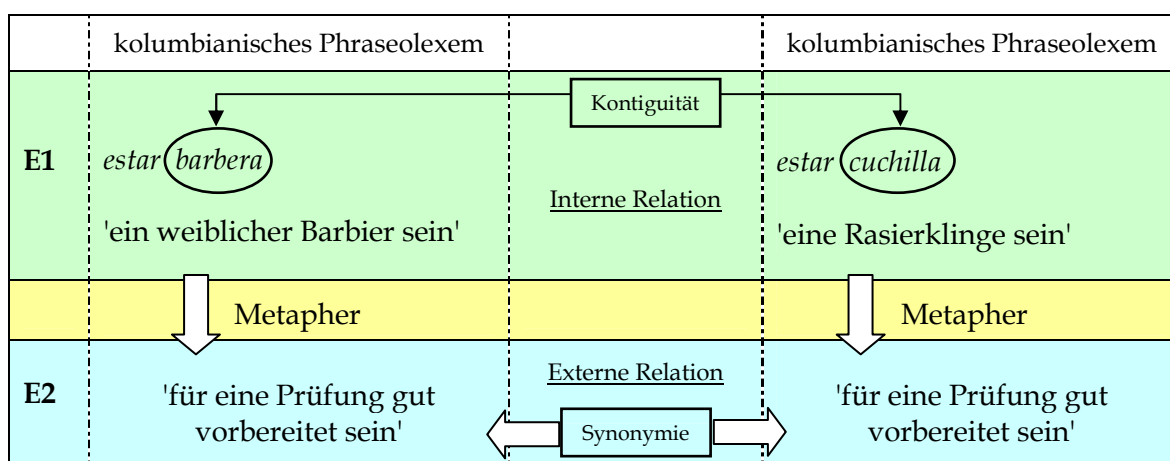 kolumbianisches Phraseolexem kolumbianisches Phraseolexem
Kontiguität
E1 estar barbera estar cuchilla
Interne Relation
'ein weiblicher Barbier sein' 'eine Rasierklinge sein'
Metapher Metapher
Externe Relation
E2 'für eine Prüfung gut 'für eine Prüfung gut
vorbereitet sein' Synonymie vorbereitet sein'